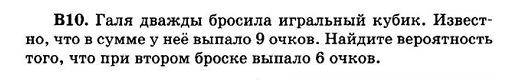 В10. Галя дважды бросила игральный кубик. Извест-
но, что в сумме у неё выпало 9 очков. Найдите вероятность
того, что при втором броске выпало 6 очков.